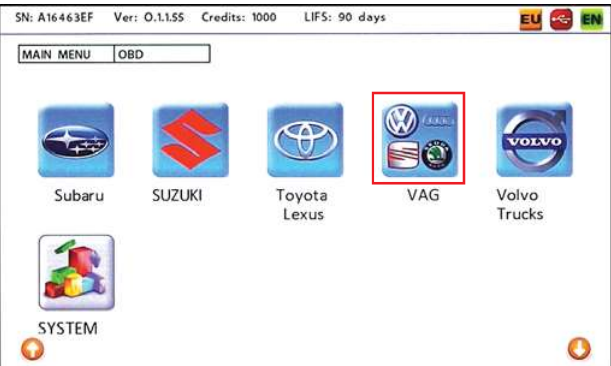 SN: A16463EF Ver: O.1.1.55 Credits: 1000 LIFS: 90 days EU EN
MAIN MENU OBD
VOLVO
Subaru SUZUKI Toyota VAG Volvo
Lexus Trucks
SYSTEM